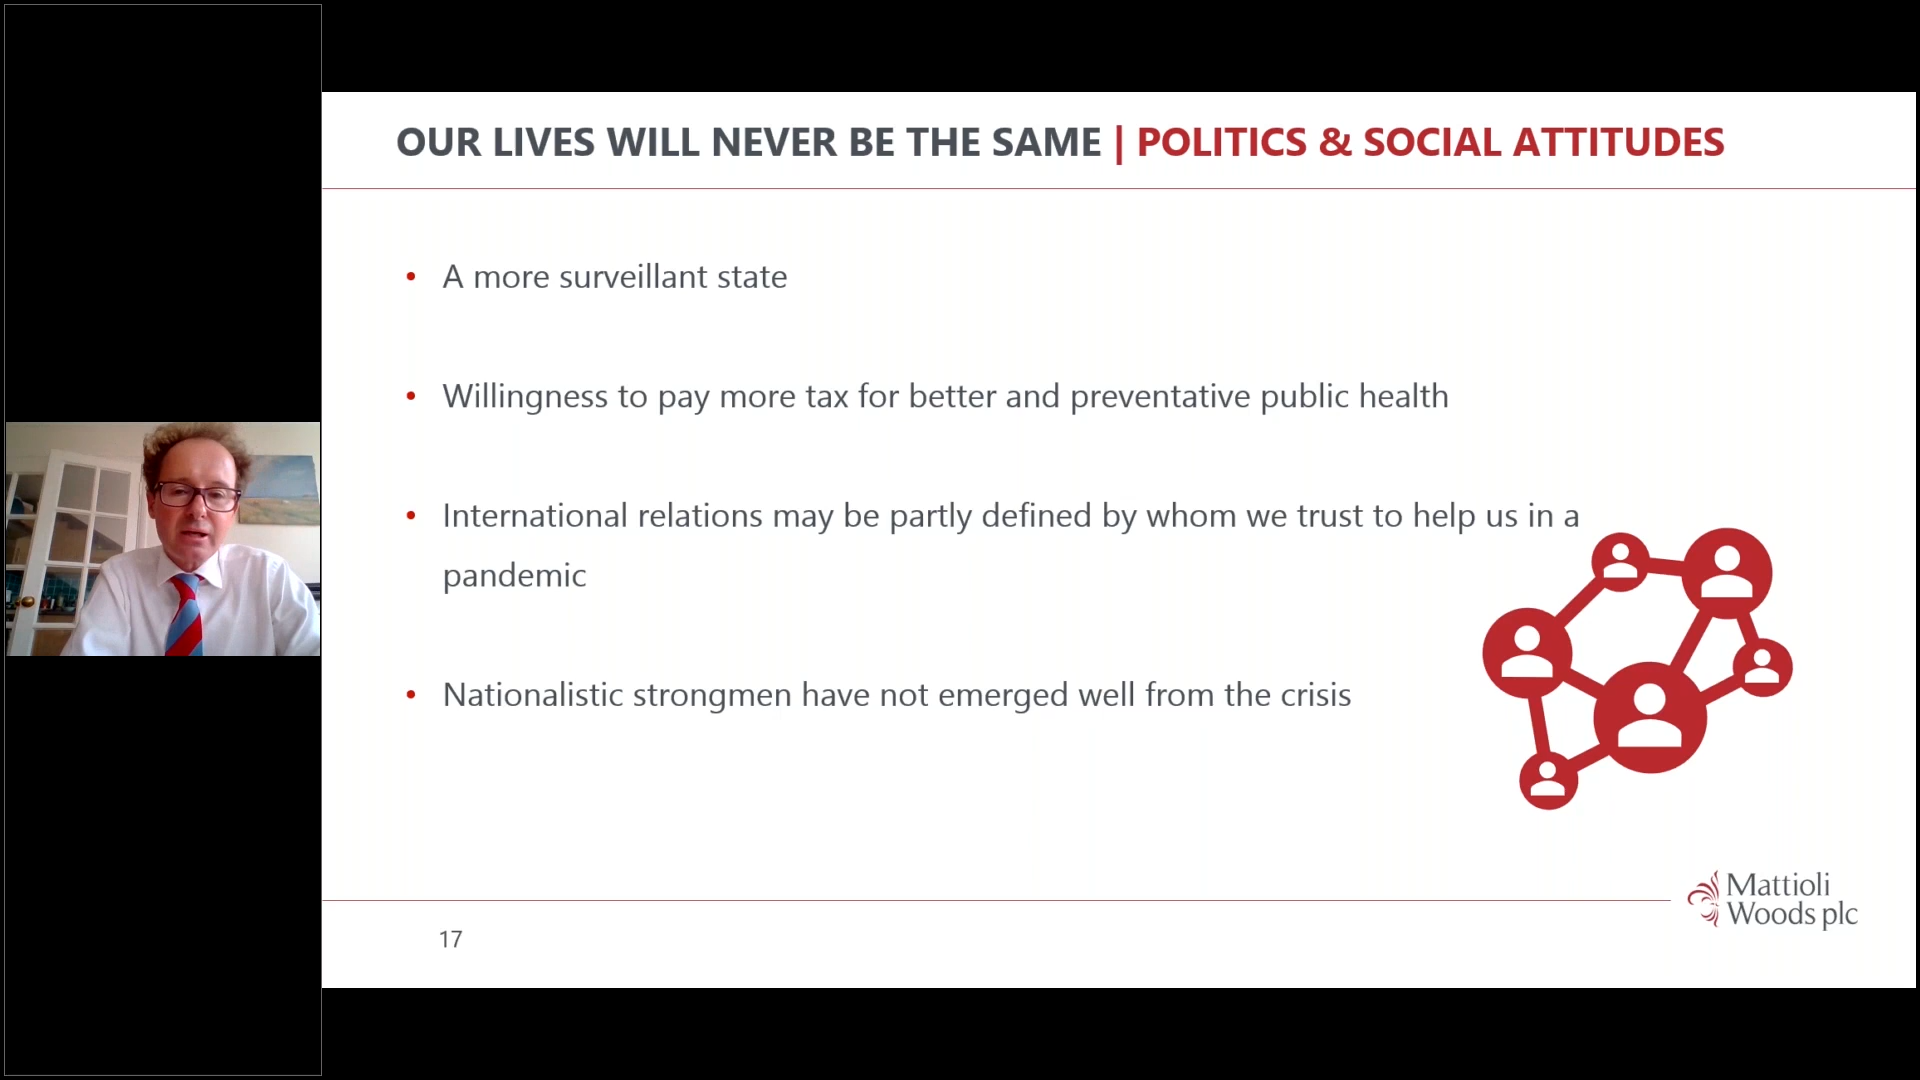 OUR LIVES WILL NEVER BE THE SAME | POLITICS & SOCIAL ATTITUDES
• A more surveillant state
• Willingness to pay more tax for better and preventative public health
• International relations may be partly defined by whom we trust to help us in a
pandemic
• Nationalistic strongmen have not emerged well from the crisis
Mattioli
Woods plc
17